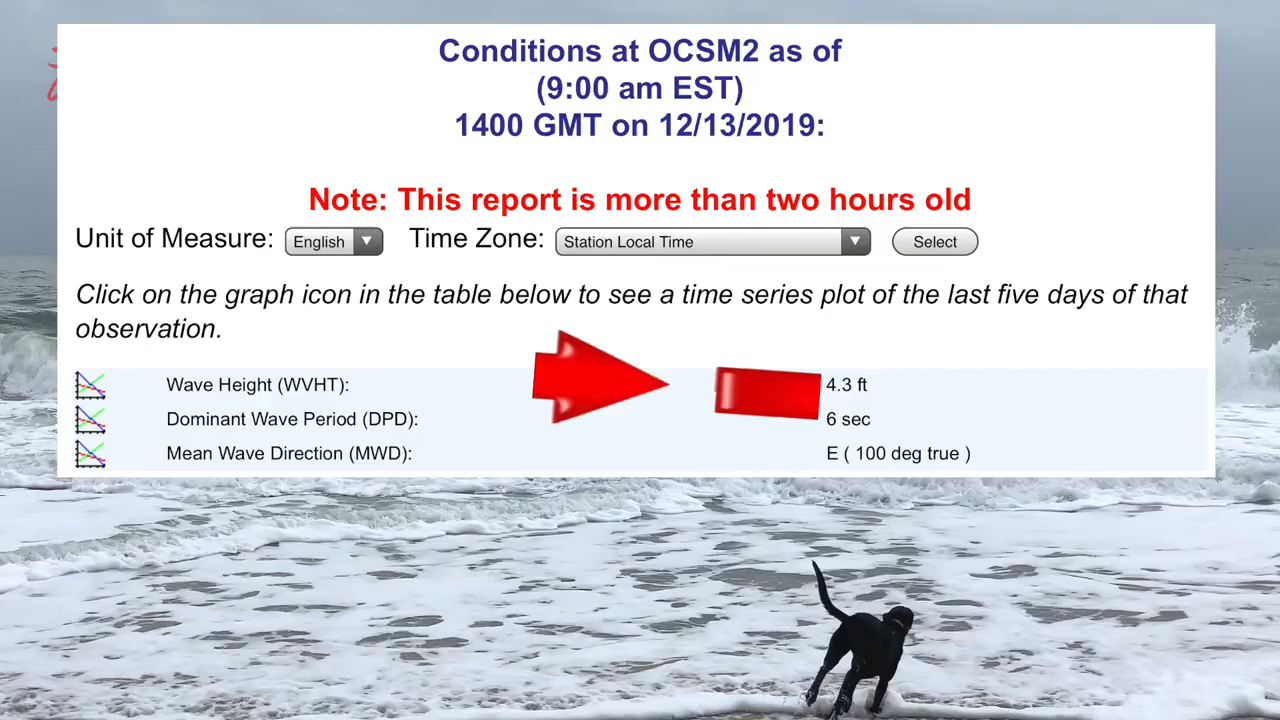 Conditions at OCSM2 as of
(9:00 am EST)
1400 GMT on 12/13/2019:
Note: This report is more than two hours old
Unit of Measure: English Time Zone: Station Local Time Select
Click on the graph icon in the table below to see a time series plot of the last five days of that
observation.
Wave Height (WVHT): 4.3 ft
Dominant Wave Period (DPD): 6 sec
Mean Wave Direction (MWD): E ( 100 deg true )